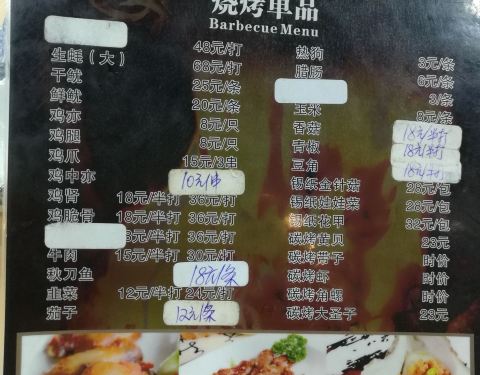 烧烤单品
Barbecue Menu
48元/打
生蚝（大） 68元/打
干鱿 25元/条
鲜鱿 20元/条
鸡亦 8元/只
鸡腿 8元/只
鸡爪 15元/3串
鸡中亦 10元/串
鸡肾 18元/半打 36元/打
鸡脆骨 18元/半打 36元/打
8元/半打 36元/打
牛肉 15元/半打 30元/打
秋刀鱼 18元/条
韭菜 12元/半打 24元/打
茄子 12元/条
热狗 3元/条
腊肠 6元/条
3/条
玉米 8元/条
香菇 18元/半打
青椒 18元/半打
豆角 18元/打
锡纸金针菇 28元/包
锡纸娃娃菜 28元/包
锡纸花甲 32元/包
碳烤黄贝 28元
碳烤带子 时价
碳烤虾 时价
碳烤角螺 时价
碳烤大圣子 23元